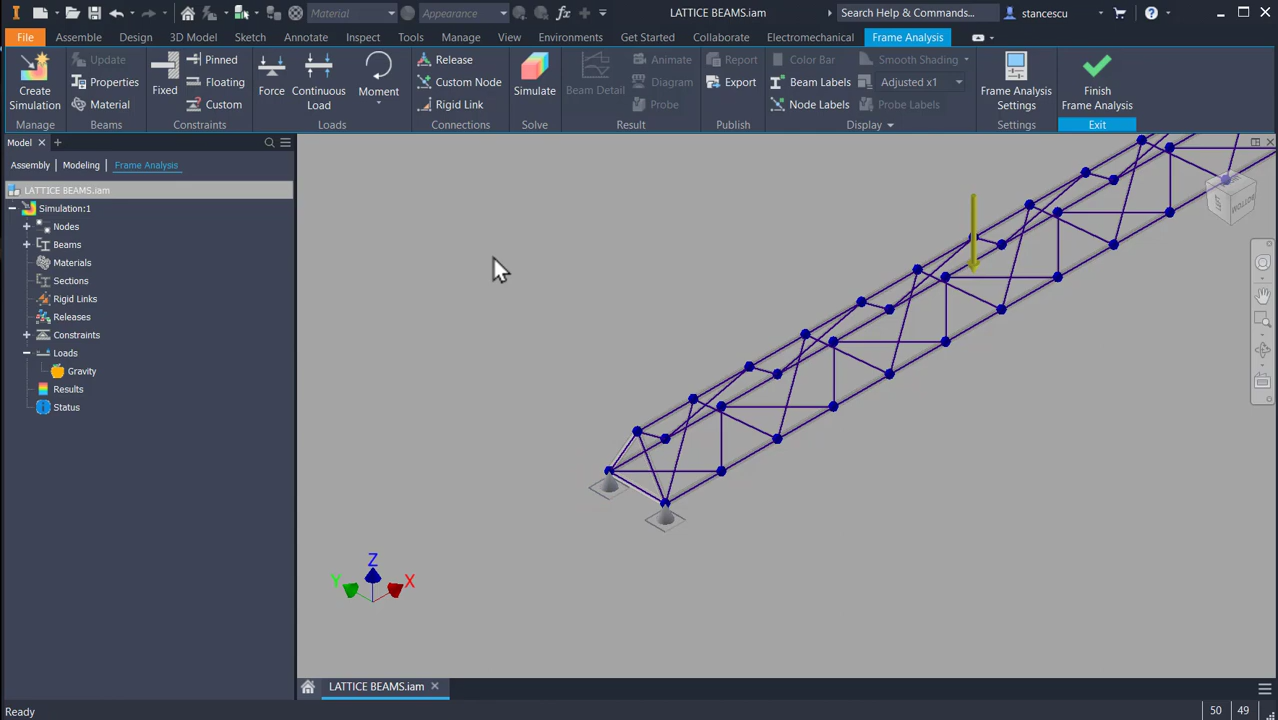 Material
Appearance
LATTICE BEAMS.iam
Search Help & Commands...
stancescu
File
Assemble
Design
3D Model
Sketch
Annotate
Inspect
Tools
Manage
View
Environments
Get Started
Collaborate
Electromechanical
Frame Analysis
Create
Simulation
Manage
Update
Properties
Material
Beams
Fixed
Pinned
Floating
Custom
Constraints
Force
Continuous
Load
Moment
Loads
Release
Custom Node
Rigid Link
Connections
Simulate
Solve
Beam Detail
Animate
Diagram
Probe
Result
Report
Export
Publish
Color Bar
Beam Labels
Node Labels
Smooth Shading
Adjusted x1
Probe Labels
Display
Frame Analysis
Settings
Settings
Finish
Frame Analysis
Exit
Model
Assembly
Modeling
Frame Analysis
LATTICE BEAMS.iam
Simulation:1
Nodes
Beams
Materials
Sections
Rigid Links
Releases
Constraints
Loads
Gravity
Results
Status
BOTTOM
Z
Y
X
LATTICE BEAMS.iam
Ready
50
49